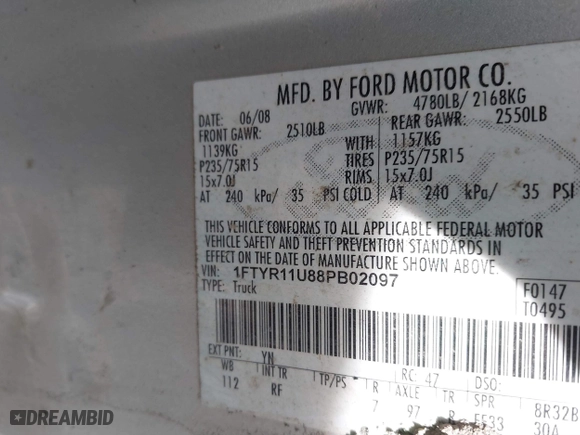 MFD. BY FORD MOTOR CO.
DATE: 06/08 GVWR: 4780LB/ 2168KG
FRONT GAWR: 2510LB REAR GAWR: 2550LB
1139KG WITH 1157KG
P235/75R15 TIRES P235/75R15
15x7.0J RIMS 15x7.0J
AT 240 kPa/ 35 PSI COLD AT 240 kPa/ 35 PSI
THIS VEHICLE CONFORMS TO ALL APPLICABLE FEDERAL MOTOR
VEHICLE SAFETY AND THEFT PREVENTION STANDARDS IN
EFFECT ON THE DATE OF MANUFACTURE SHOWN ABOVE.
VIN: 1FTYR11U88PB02097
TYPE: Truck
F0147
T0495
EXT PNT: YN RC: 47 DSO:
WB INT TR TP/PS R AXLE TR SPR 8R32B
112 RF 7 97 30A
DREAMBID